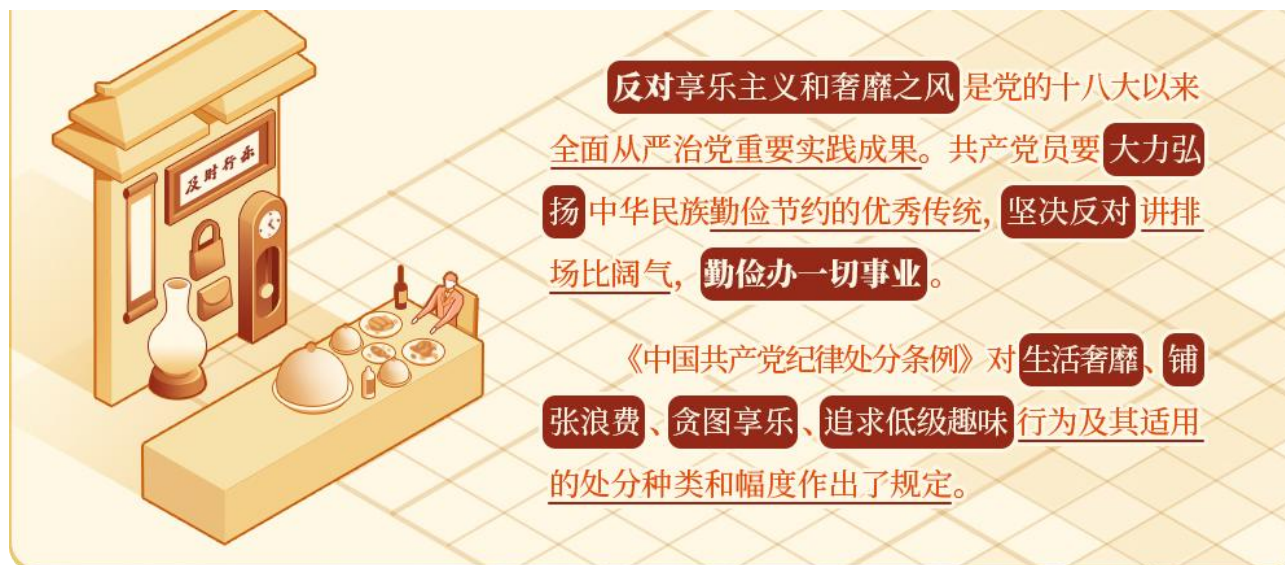 及时行乐
反对享乐主义和奢靡之风是党的十八大以来
全面从严治党重要实践成果。共产党员要大力弘
扬中华民族勤俭节约的优秀传统，坚决反对讲排
场比阔气，勤俭办一切事业。
《中国共产党纪律处分条例》对生活奢靡、铺
张浪费、贪图享乐、追求低级趣味行为及其适用
的处分种类和幅度作出了规定。